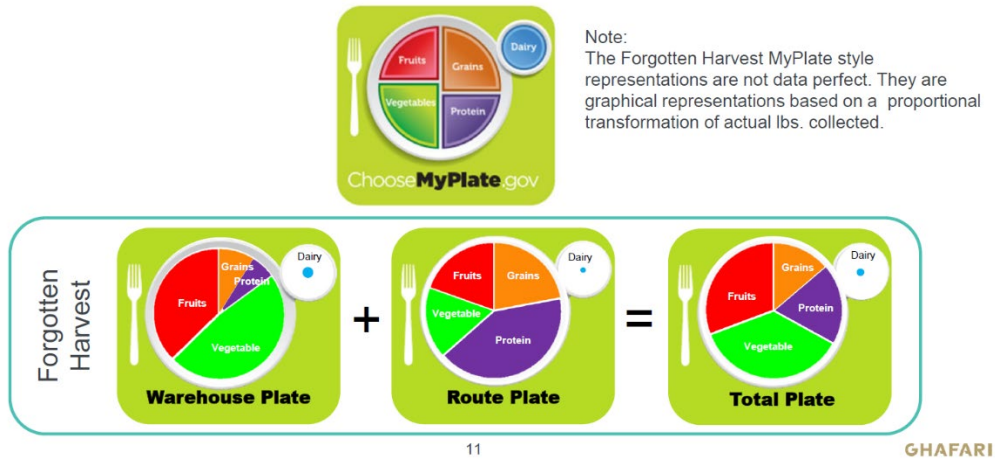 Fruits
Grains
Dairy
Vegetables
Protein
ChooseMyPlate.gov
Note:
The Forgotten Harvest MyPlate style
representations are not data perfect. They are
graphical representations based on a proportional
transformation of actual lbs. collected.
Forgotten
Harvest
Grains
Protein
Dairy
Fruits
Vegetable
Warehouse Plate
+
Fruits
Grains
Dairy
Vegetable
Protein
Route Plate
=
Grains
Dairy
Fruits
Protein
Vegetable
Total Plate
11
GHAFARI